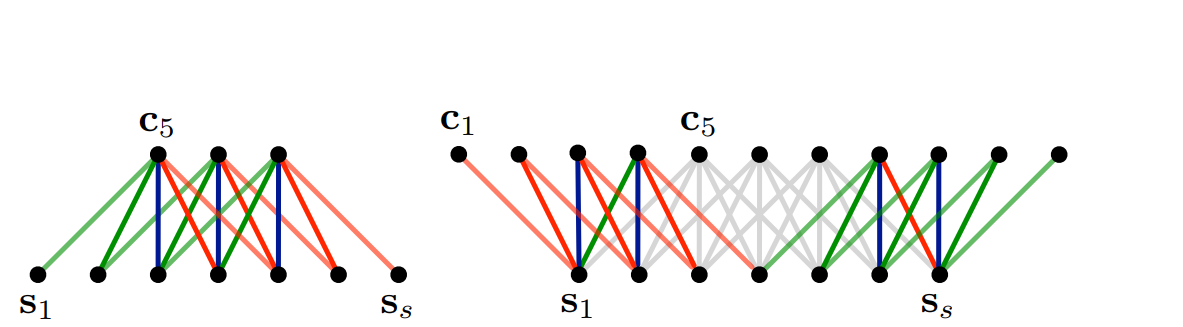 c₅
s₁ sₛ
c₁ c₅
s₁ sₛ